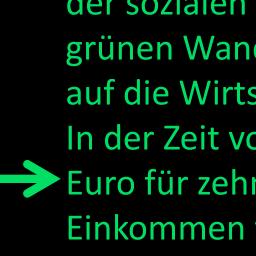 der sozialen
grünen Wand
auf die Wirts
In der Zeit vo
Euro für zehn
Einkommen